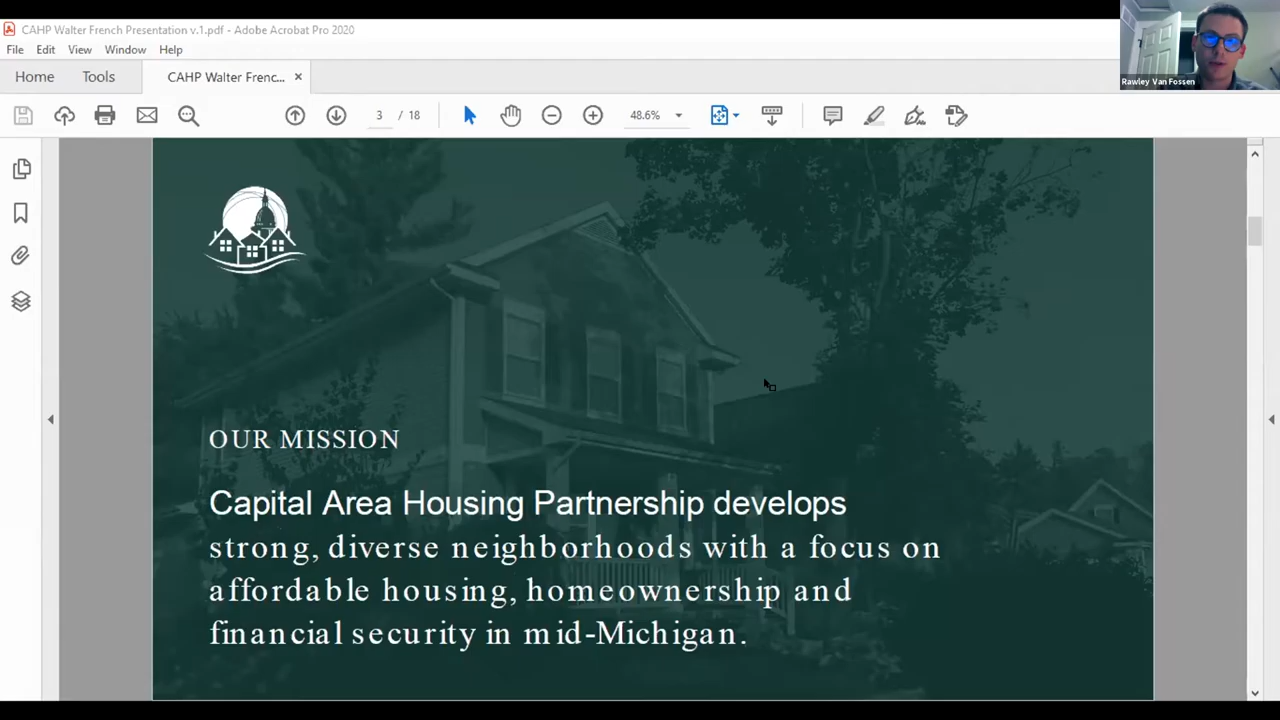 CAHP Walter French Presentation v.1.pdf - Adobe Acrobat Pro 2020
File Edit View Window Help
Home Tools CAHP Walter Frenc... ×
3 / 18 48.6%
Rawley Van Fossen
OUR MISSION
Capital Area Housing Partnership develops
strong, diverse neighborhoods with a focus on
affordable housing, homeownership and
financial security in mid-Michigan.